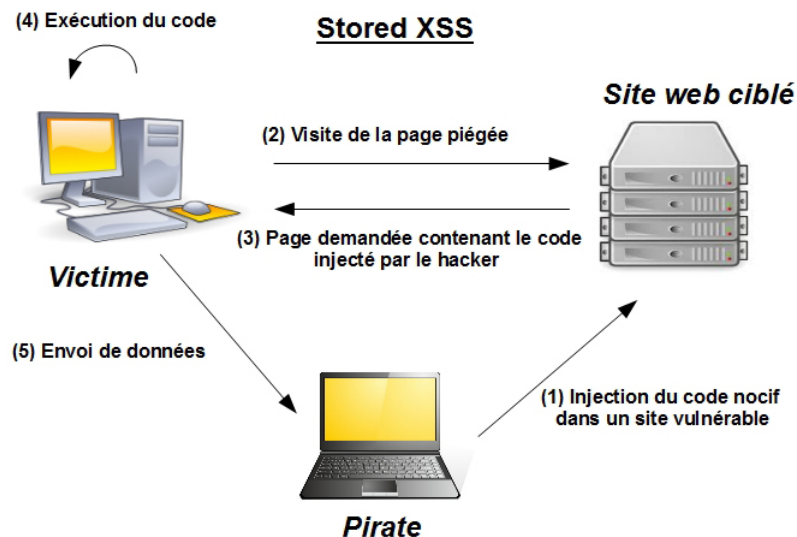 (4) Exécution du code
Stored XSS
Site web ciblé
(2) Visite de la page piégée
(3) Page demandée contenant le code
injecté par le hacker
Victime
(5) Envoi de données
(1) Injection du code nocif
dans un site vulnérable
Pirate